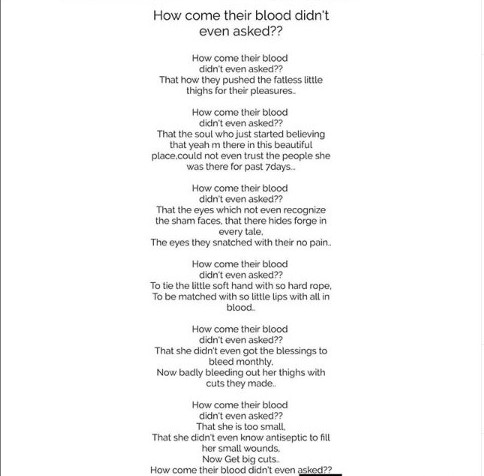 How come their blood didn't
even asked??
How come their blood
didn't even asked??
That how they pushed the fatless little
thighs for their pleasures..
How come their blood
didn't even asked??
That the soul who just started believing
that yeah m there in this beautiful
place,could not even trust the people she
was there for past 7days...
How come their blood
didn't even asked??
That the eyes which not even recognize
the sham faces, that there hides forge in
every tale,
The eyes they snatched with their no pain..
How come their blood
didn't even asked??
To tie the little soft hand with so hard rope,
To be matched with so little lips with all in
blood..
How come their blood
didn't even asked??
That she didn't even got the blessings to
bleed monthly,
Now badly bleeding out her thighs with
cuts they made..
How come their blood
didn't even asked??
That she is too small,
That she didn't even know antiseptic to fill
her small wounds,
Now Get big cuts..
How come their blood didn't even asked??